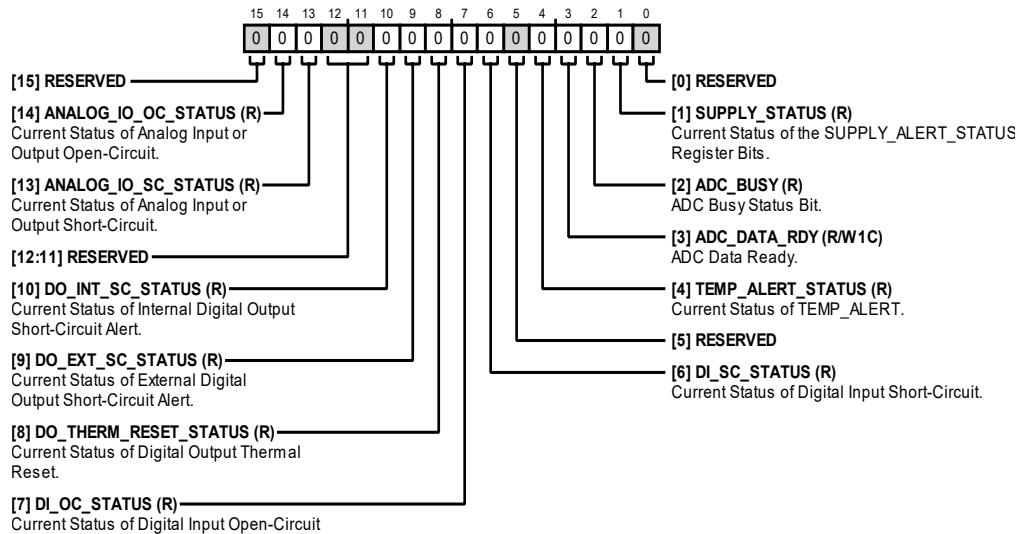 15 14 13 12 11 10 9 8 7 6 5 4 3 2 1 0
0 0 0 0 0 0 0 0 0 0 0 0 0 0 0 0
[15] RESERVED
[14] ANALOG_IO_OC_STATUS (R)
Current Status of Analog Input or
Output Open-Circuit.
[13] ANALOG_IO_SC_STATUS (R)
Current Status of Analog Input or
Output Short-Circuit.
[12:11] RESERVED
[10] DO_INT_SC_STATUS (R)
Current Status of Internal Digital Output
Short-Circuit Alert.
[9] DO_EXT_SC_STATUS (R)
Current Status of External Digital
Output Short-Circuit Alert.
[8] DO_THERM_RESET_STATUS (R)
Current Status of Digital Output Thermal
Reset.
[7] DI_OC_STATUS (R)
Current Status of Digital Input Open-Circuit
[0] RESERVED
[1] SUPPLY_STATUS (R)
Current Status of the SUPPLY_ALERT_STATUS
Register Bits.
[2] ADC_BUSY (R)
ADC Busy Status Bit.
[3] ADC_DATA_RDY (R/W1C)
ADC Data Ready.
[4] TEMP_ALERT_STATUS (R)
Current Status of TEMP_ALERT.
[5] RESERVED
[6] DI_SC_STATUS (R)
Current Status of Digital Input Short-Circuit.